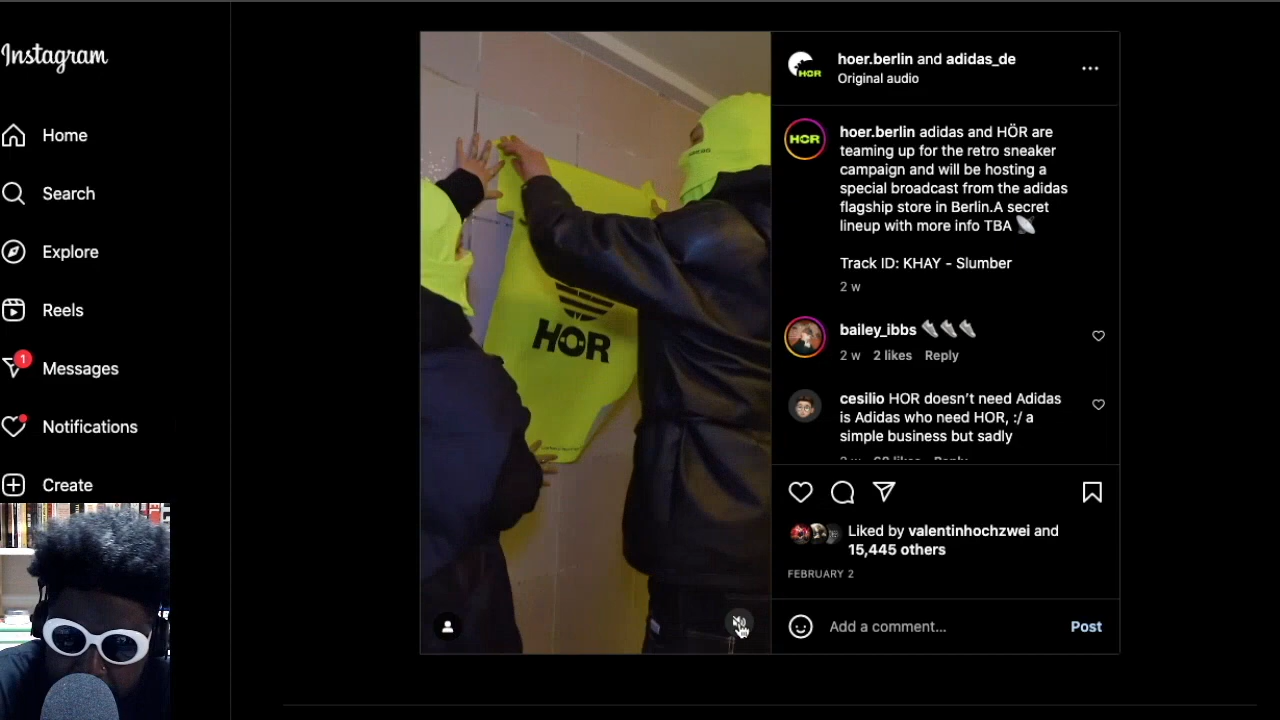 Instagram
Home
Search
Explore
Reels
1
Messages
Notifications
Create
HOR
HOR
hoer.berlin and adidas_de
Original audio
HOR
hoer.berlin adidas and HÖR are
teaming up for the retro sneaker
campaign and will be hosting a
special broadcast from the adidas
flagship store in Berlin.A secret
lineup with more info TBA
Track ID: KHAY - Slumber
2 w
bailey_ibbs
2 w 2 likes Reply
cesilio HOR doesn't need Adidas
is Adidas who need HOR, :/ a
simple business but sadly
Liked by valentinhochzwei and
15,445 others
FEBRUARY 2
Add a comment...
Post